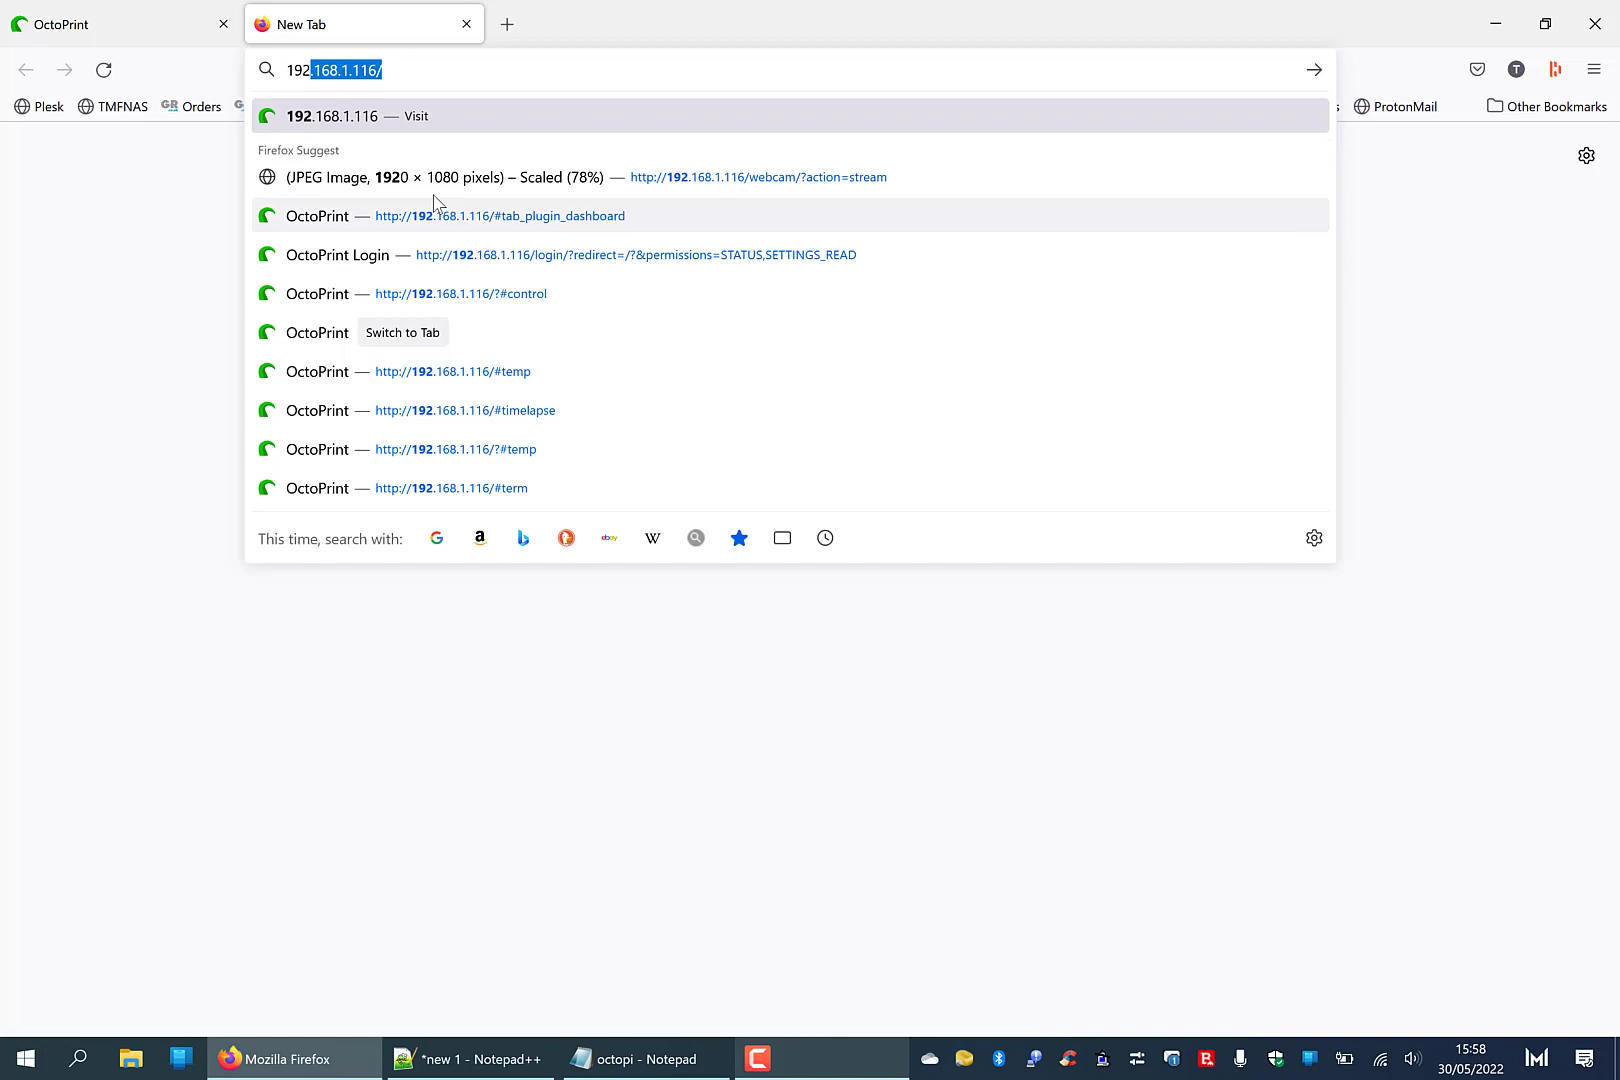 OctoPrint
New Tab
192.168.1.116/
Plesk
TMFNAS
GR Orders
ProtonMail
Other Bookmarks
192.168.1.116 — Visit
Firefox Suggest
(JPEG Image, 1920 × 1080 pixels) – Scaled (78%) — http://192.168.1.116/webcam/?action=stream
OctoPrint — http://192.168.1.116/#tab_plugin_dashboard
OctoPrint Login — http://192.168.1.116/login/?redirect=/?&permissions=STATUS,SETTINGS_READ
OctoPrint — http://192.168.1.116/?#control
OctoPrint Switch to Tab
OctoPrint — http://192.168.1.116/#temp
OctoPrint — http://192.168.1.116/#timelapse
OctoPrint — http://192.168.1.116/?#temp
OctoPrint — http://192.168.1.116/#term
This time, search with:
Mozilla Firefox
*new 1 - Notepad++
octopi - Notepad
15:58
30/05/2022